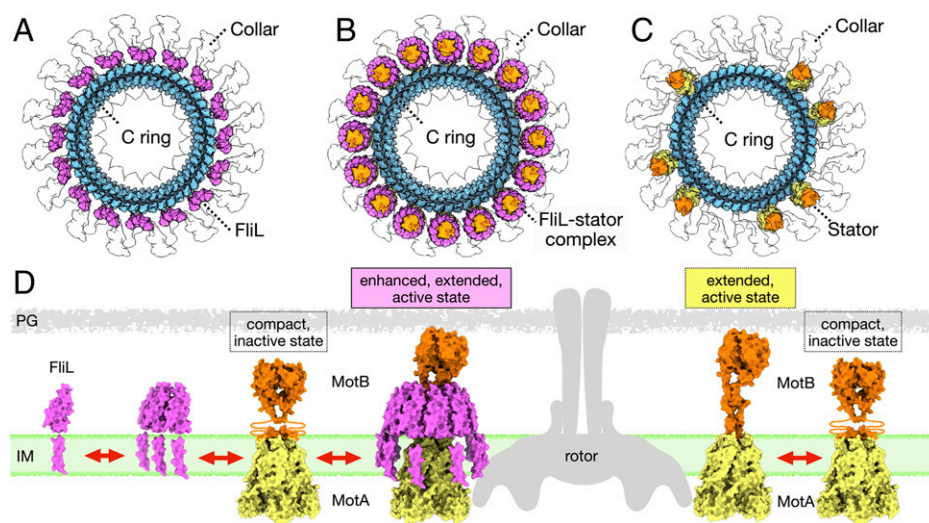 A
Collar
C ring
FliL
B
Collar
C ring
FliL-stator
complex
C
Collar
C ring
Stator
D
enhanced, extended,
active state
extended,
active state
PG
compact,
inactive state
compact,
inactive state
FliL
MotB
MotB
IM
rotor
MotA
MotA